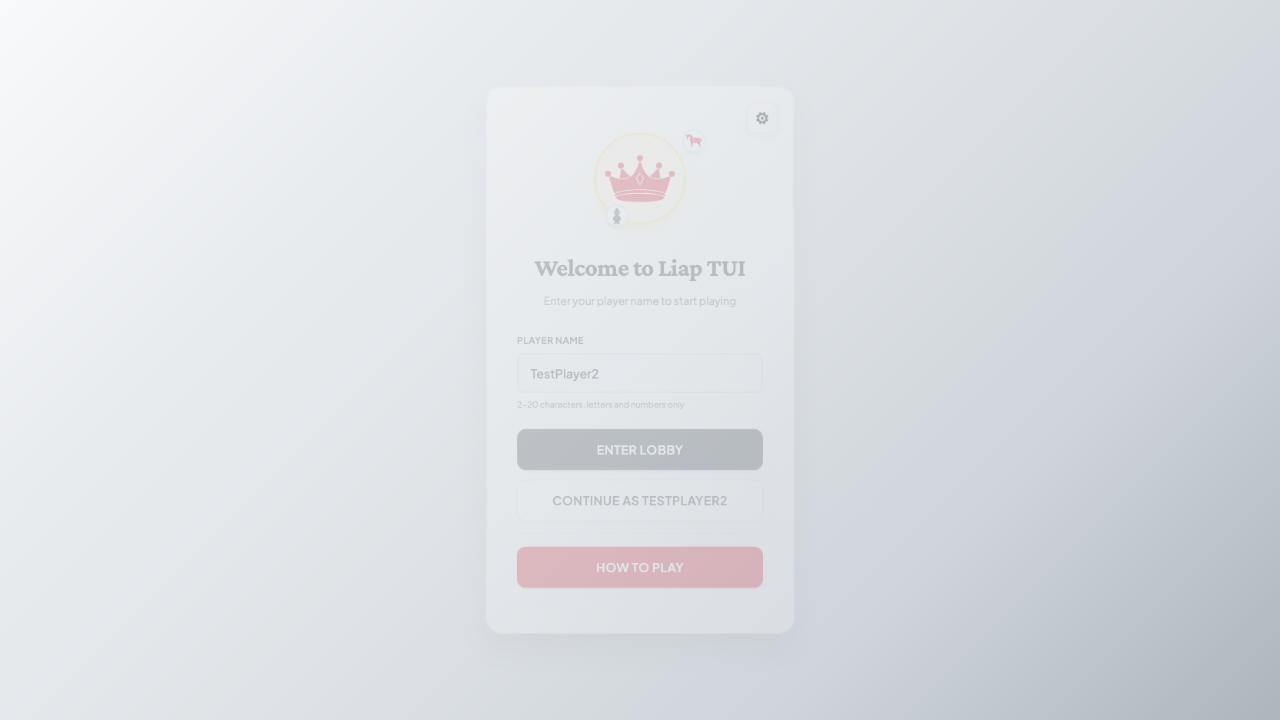 Welcome to Liap TUI
Enter your player name to start playing
PLAYER NAME
TestPlayer2
2-20 characters, letters and numbers only
ENTER LOBBY
CONTINUE AS TESTPLAYER2
HOW TO PLAY